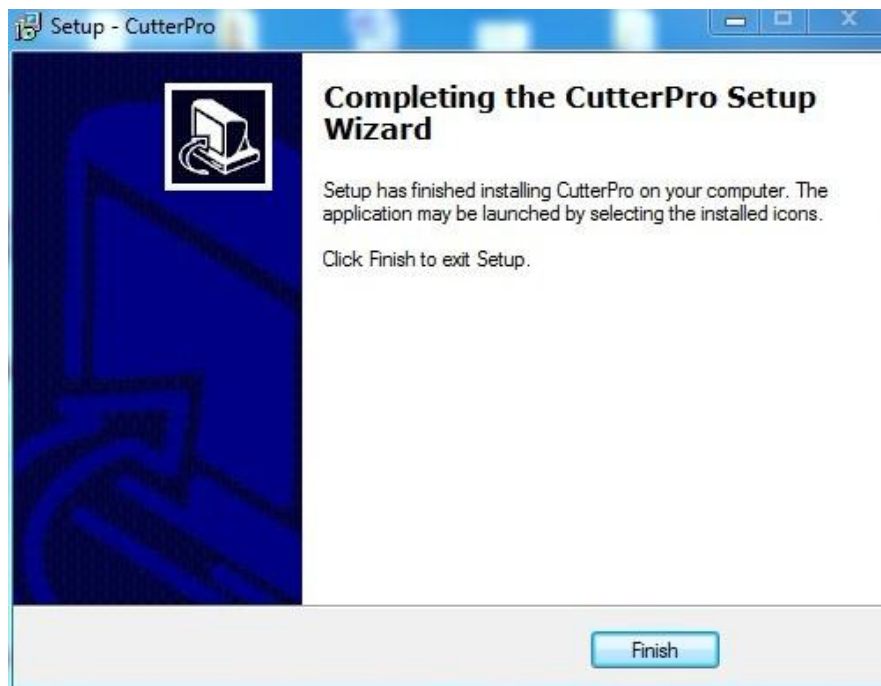 Setup - CutterPro
Completing the CutterPro Setup
Wizard
Setup has finished installing CutterPro on your computer. The
application may be launched by selecting the installed icons.
Click Finish to exit Setup.
Finish